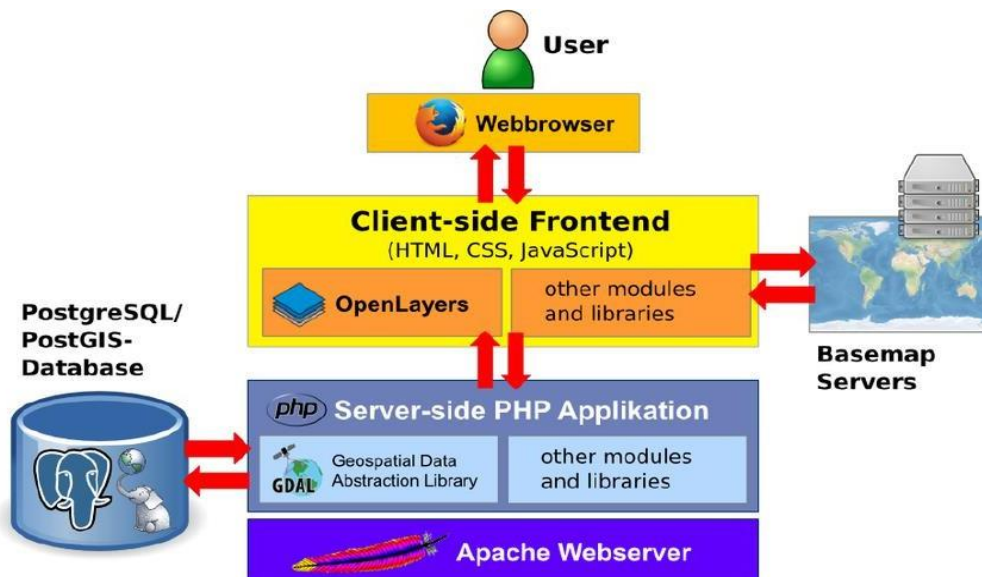 User
Webbrowser
Client-side Frontend
(HTML, CSS, JavaScript)
OpenLayers
other modules
and libraries
Basemap
Servers
PostgreSQL/
PostGIS-
Database
php
Server-side PHP Applikation
GDAL
Geospatial Data
Abstraction Library
other modules
and libraries
Apache Webserver